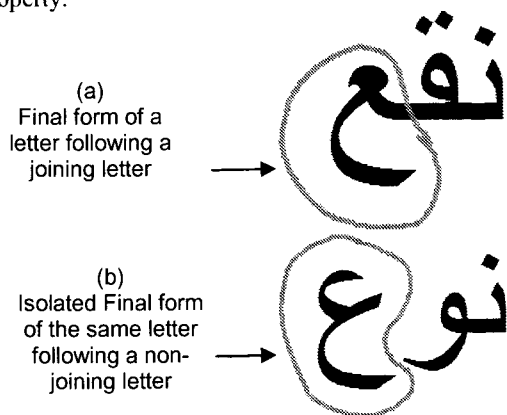 operty.
(a)
Final form of a
letter following a
joining letter
نقع
(b)
Isolated Final form
of the same letter
following a non-
joining letter
نوع